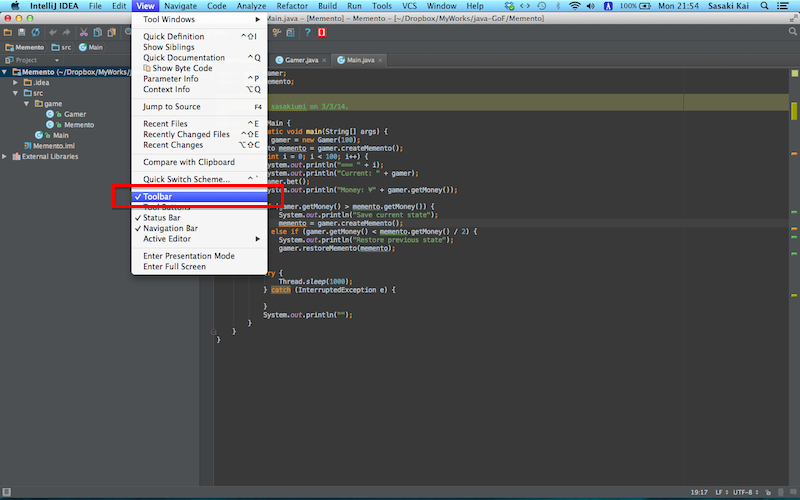 IntelliJ IDEA File Edit View Navigate Code Analyze Refactor Build Run Tools VCS Window Help 100% Mon 21:54 Sasaki Kai
Main.java - [Memento] - Memento - [~/Dropbox/MyWorks/java-GoF/Memento]
Memento src Main
Project
Memento (~/Dropbox/MyWorks/j
.idea
src
game
Gamer
Memento
Main
Memento.iml
External Libraries
Tool Windows
Quick Definition ⌃⇧I
Show Siblings
Quick Documentation ⌃Q
Show Byte Code
Parameter Info ⌃P
Context Info ⌥Q
Jump to Source F4
Recent Files ⌃E
Recently Changed Files ⌃⇧E
Recent Changes ⌥⇧C
Compare with Clipboard
Quick Switch Scheme... ⌃`
✓ Toolbar
Tool Buttons
✓ Status Bar
✓ Navigation Bar
Active Editor
Enter Presentation Mode
Enter Full Screen
Gamer.java Main.java
amer;
emento;
sasakiumi on 3/3/14.
Main {
atic void main(String[] args) {
gamer = new Gamer(100);
to memento = gamer.createMemento();
int i = 0; i < 100; i++) {
ystem.out.println("=== " + i);
ystem.out.println("Current: " + gamer);
amer.bet();
ystem.out.println("Money: ¥" + gamer.getMoney());
(gamer.getMoney() > memento.getMoney()) {
System.out.println("Save current state");
memento = gamer.createMemento();
else if (gamer.getMoney() < memento.getMoney() / 2) {
System.out.println("Restore previous state");
gamer.restoreMemento(memento);
ry {
Thread.sleep(1000);
} catch (InterruptedException e) {
}
System.out.println("");
}
}
}
19:17 LF UTF-8